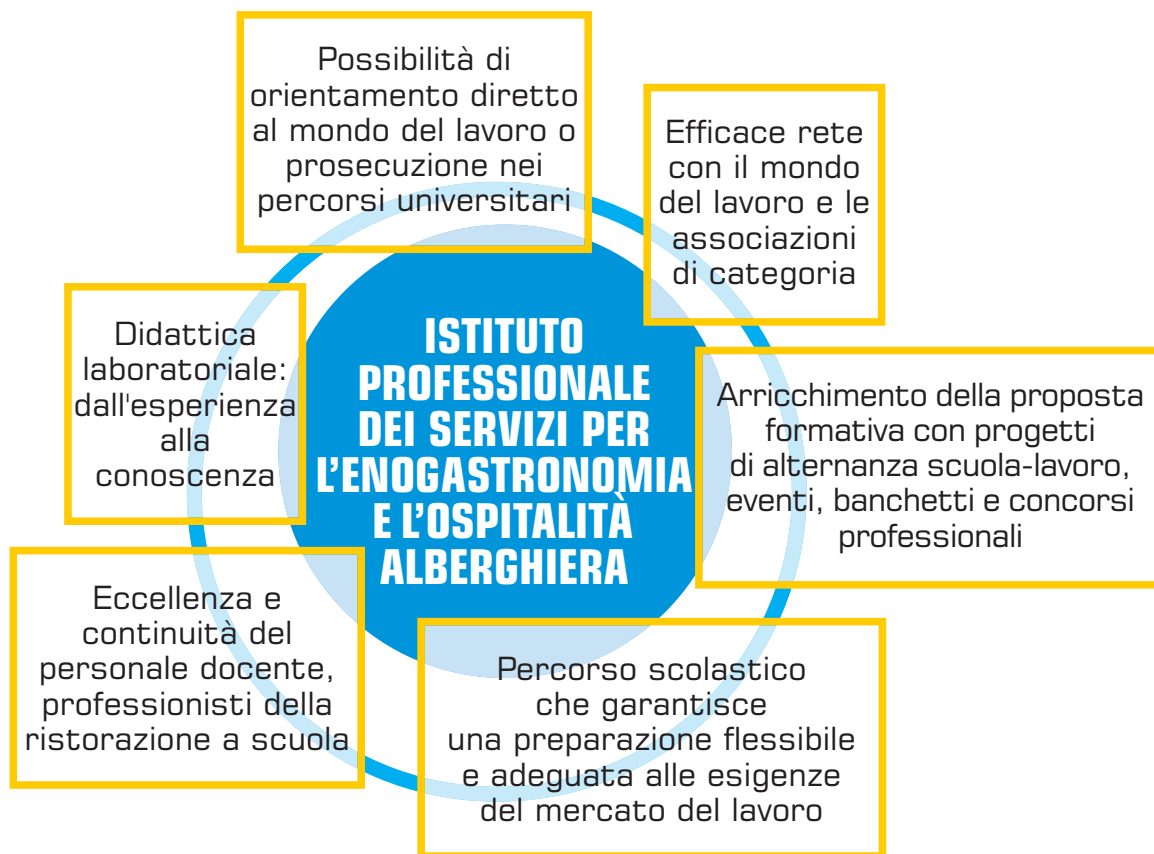 Possibilità di
orientamento diretto
al mondo del lavoro o
prosecuzione nei
percorsi universitari
Efficace rete
con il mondo
del lavoro e le
associazioni
di categoria
Didattica
laboratoriale:
dall'esperienza
alla
conoscenza
ISTITUTO
PROFESSIONALE
DEI SERVIZI PER
L’ENOGASTRONOMIA
E L’OSPITALITÀ
ALBERGHIERA
Arricchimento della proposta
formativa con progetti
di alternanza scuola-lavoro,
eventi, banchetti e concorsi
professionali
Eccellenza e
continuità del
personale docente,
professionisti della
ristorazione a scuola
Percorso scolastico
che garantisce
una preparazione flessibile
e adeguata alle esigenze
del mercato del lavoro